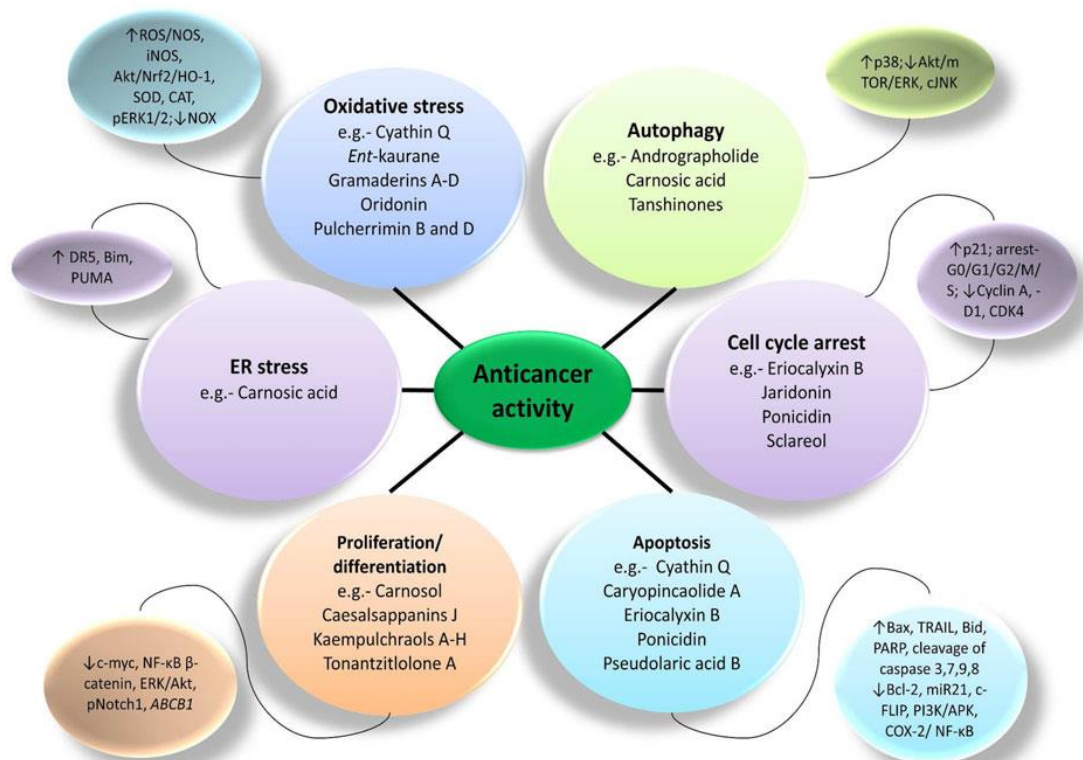 ↑ROS/NOS,
iNOS,
Akt/Nrf2/HO-1,
SOD, CAT,
pERK1/2;↓NOX
Oxidative stress
e.g.- Cyathin Q
Ent-kaurane
Gramaderins A-D
Oridonin
Pulcherrimin B and D
Autophagy
e.g.- Andrographolide
Carnosic acid
Tanshinones
↑p38;↓Akt/m
TOR/ERK, cJNK
↑ DR5, Bim,
PUMA
ER stress
e.g.- Carnosic acid
Anticancer
activity
Cell cycle arrest
e.g.- Eriocalyxin B
Jaridonin
Ponicidin
Sclareol
↑p21; arrest-
G0/G1/G2/M/
S; ↓Cyclin A, -
D1, CDK4
Proliferation/
differentiation
e.g.- Carnosol
Caesalsappanins J
Kaempulchraols A-H
Tonantzitlolone A
↓c-myc, NF-κB β-
catenin, ERK/Akt,
pNotch1, ABCB1
Apoptosis
e.g.- Cyathin Q
Caryopincaolide A
Eriocalyxin B
Ponicidin
Pseudolaric acid B
↑Bax, TRAIL, Bid,
PARP, cleavage of
caspase 3,7,9,8
↓Bcl-2, miR21, c-
FLIP, PI3K/APK,
COX-2/ NF-κB